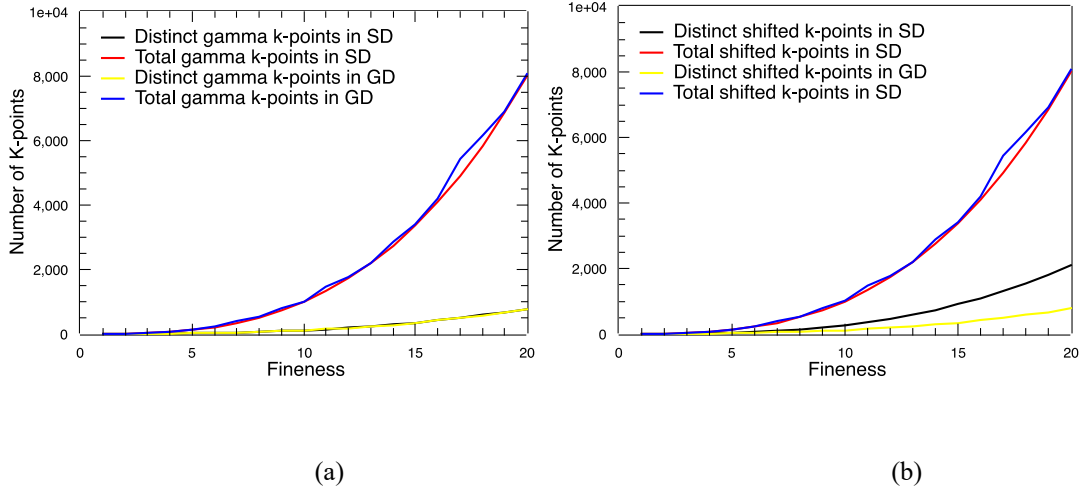 1e+04
8,000
6,000
4,000
2,000
0
Number of K-points
Distinct gamma k-points in SD
Total gamma k-points in SD
Distinct gamma k-points in GD
Total gamma k-points in GD
0 5 10 15 20
Fineness
(a)
1e+04
8,000
6,000
4,000
2,000
0
Number of K-points
Distinct shifted k-points in SD
Total shifted k-points in SD
Distinct shifted k-points in GD
Total shifted k-points in SD
0 5 10 15 20
Fineness
(b)